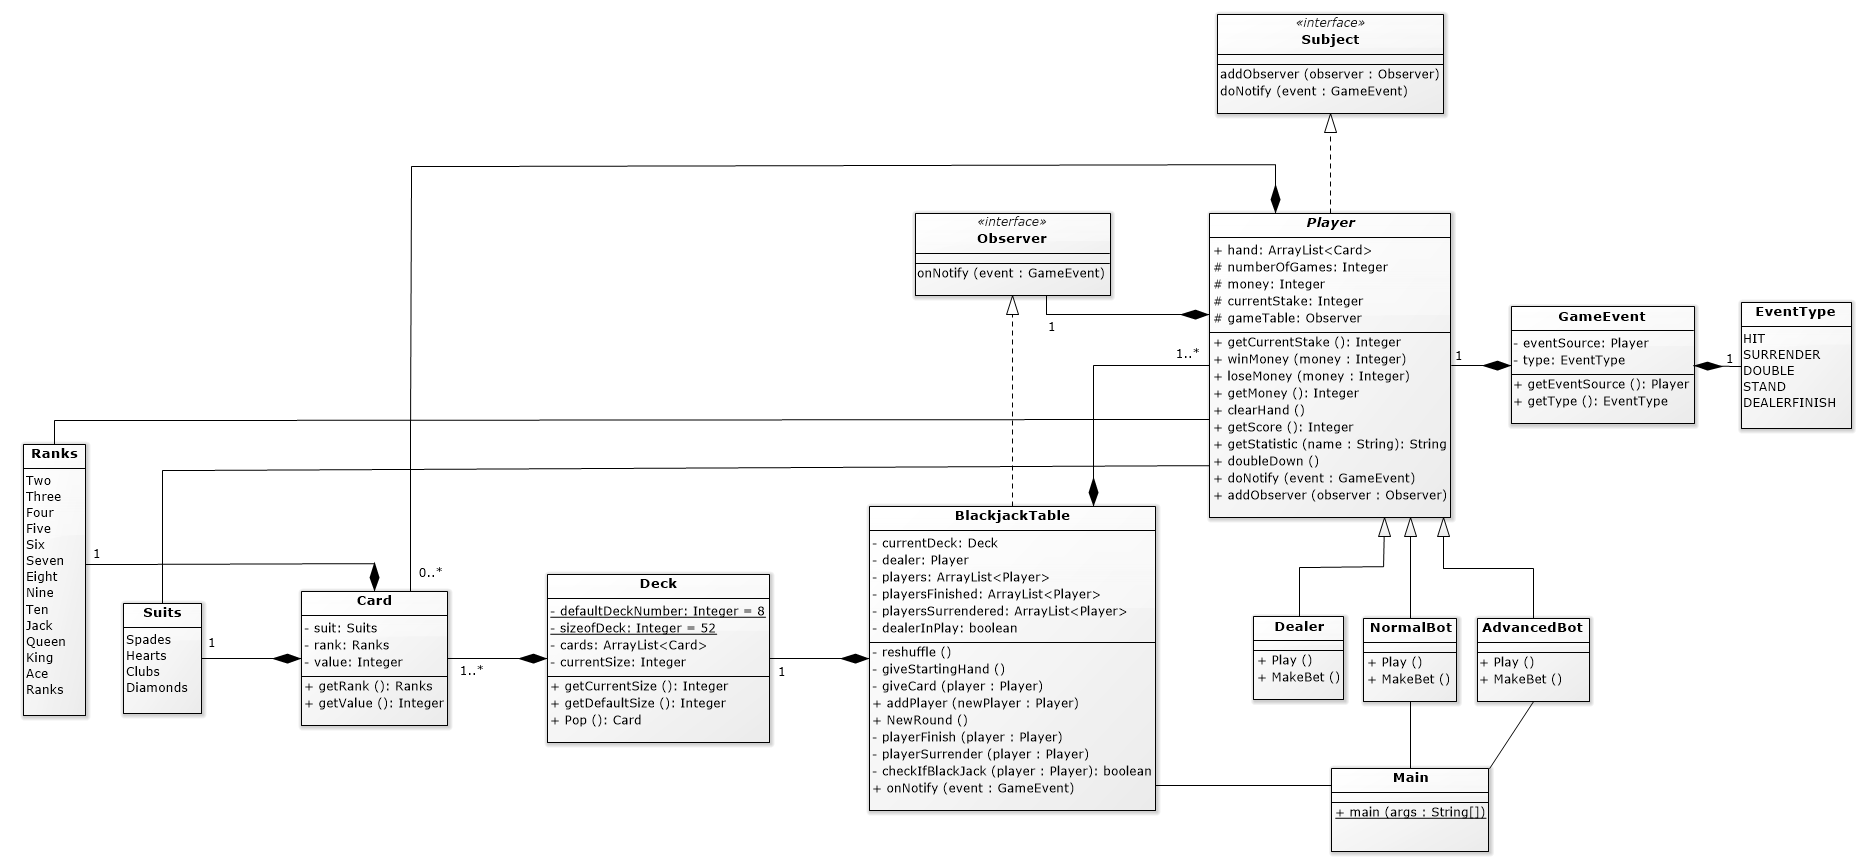 «interface»
Subject
addObserver (observer : Observer)
doNotify (event : GameEvent)
«interface»
Observer
onNotify (event : GameEvent)
1
Player
+ hand: ArrayList<Card>
# numberOfGames: Integer
# money: Integer
# currentStake: Integer
# gameTable: Observer
+ getCurrentStake (): Integer
+ winMoney (money : Integer)
+ loseMoney (money : Integer)
+ getMoney (): Integer
+ clearHand ()
+ getScore (): Integer
+ getStatistic (name : String): String
+ doubleDown ()
+ doNotify (event : GameEvent)
+ addObserver (observer : Observer)
1..*
1
GameEvent
- eventSource: Player
- type: EventType
+ getEventSource (): Player
+ getType (): EventType
1
EventType
HIT
SURRENDER
DOUBLE
STAND
DEALERFINISH
Ranks
Two
Three
Four
Five
Six
Seven
Eight
Nine
Ten
Jack
Queen
King
Ace
Ranks
1
Suits
Spades
Hearts
Clubs
Diamonds
1
0..*
Card
- suit: Suits
- rank: Ranks
- value: Integer
+ getRank (): Ranks
+ getValue (): Integer
1..*
Deck
- defaultDeckNumber: Integer = 8
- sizeofDeck: Integer = 52
- cards: ArrayList<Card>
- currentSize: Integer
+ getCurrentSize (): Integer
+ getDefaultSize (): Integer
+ Pop (): Card
1
BlackjackTable
- currentDeck: Deck
- dealer: Player
- players: ArrayList<Player>
- playersFinished: ArrayList<Player>
- playersSurrendered: ArrayList<Player>
- dealerInPlay: boolean
- reshuffle ()
- giveStartingHand ()
- giveCard (player : Player)
+ addPlayer (newPlayer : Player)
+ NewRound ()
- playerFinish (player : Player)
- playerSurrender (player : Player)
- checkIfBlackJack (player : Player): boolean
+ onNotify (event : GameEvent)
Dealer
+ Play ()
+ MakeBet ()
NormalBot
+ Play ()
+ MakeBet ()
AdvancedBot
+ Play ()
+ MakeBet ()
Main
+ main (args : String[])